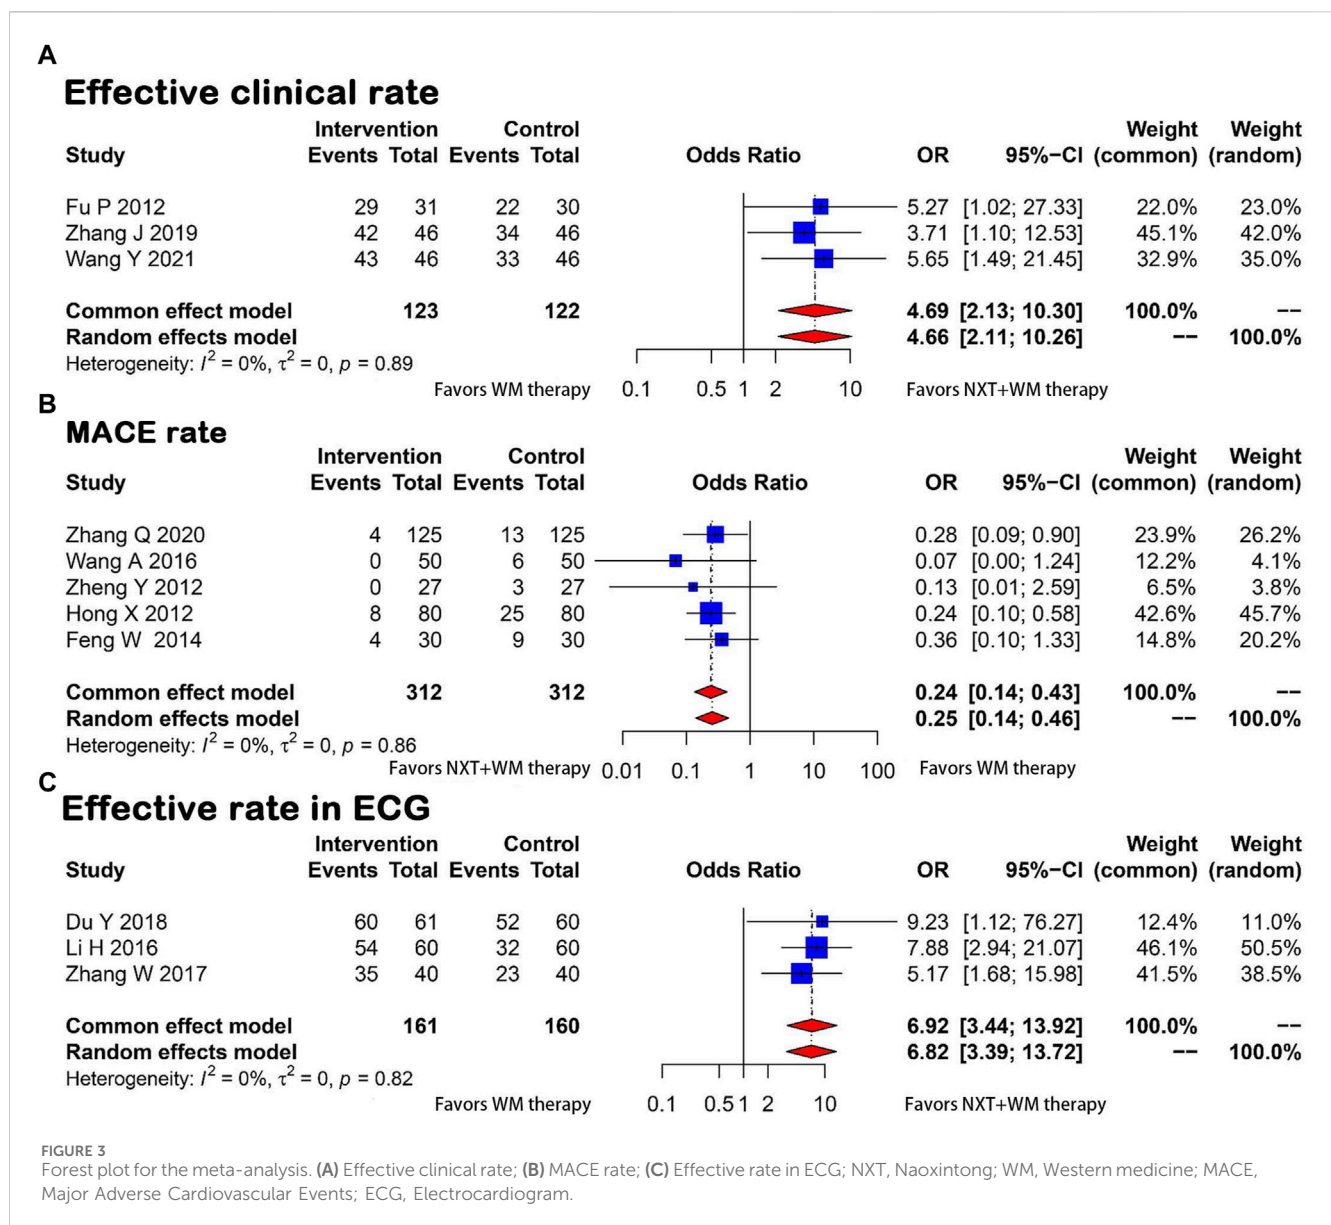 A
Effective clinical rate
Intervention Control Weight Weight
Study Events Total Events Total Odds Ratio OR 95%−CI (common) (random)
Fu P 2012 29 31 22 30 5.27 [1.02; 27.33] 22.0% 23.0%
Zhang J 2019 42 46 34 46 3.71 [1.10; 12.53] 45.1% 42.0%
Wang Y 2021 43 46 33 46 5.65 [1.49; 21.45] 32.9% 35.0%
Common effect model 123 122 4.69 [2.13; 10.30] 100.0% −−
Random effects model 4.66 [2.11; 10.26] −− 100.0%
Heterogeneity: I² = 0%, τ² = 0, p = 0.89
Favors WM therapy 0.1 0.5 1 2 10 Favors NXT+WM therapy
B
MACE rate
Intervention Control Weight Weight
Study Events Total Events Total Odds Ratio OR 95%−CI (common) (random)
Zhang Q 2020 4 125 13 125 0.28 [0.09; 0.90] 23.9% 26.2%
Wang A 2016 0 50 6 50 0.07 [0.00; 1.24] 12.2% 4.1%
Zheng Y 2012 0 27 3 27 0.13 [0.01; 2.59] 6.5% 3.8%
Hong X 2012 8 80 25 80 0.24 [0.10; 0.58] 42.6% 45.7%
Feng W 2014 4 30 9 30 0.36 [0.10; 1.33] 14.8% 20.2%
Common effect model 312 312 0.24 [0.14; 0.43] 100.0% −−
Random effects model 0.25 [0.14; 0.46] −− 100.0%
Heterogeneity: I² = 0%, τ² = 0, p = 0.86
Favors NXT+WM therapy 0.01 0.1 1 10 100 Favors WM therapy
C
Effective rate in ECG
Intervention Control Weight Weight
Study Events Total Events Total Odds Ratio OR 95%−CI (common) (random)
Du Y 2018 60 61 52 60 9.23 [1.12; 76.27] 12.4% 11.0%
Li H 2016 54 60 32 60 7.88 [2.94; 21.07] 46.1% 50.5%
Zhang W 2017 35 40 23 40 5.17 [1.68; 15.98] 41.5% 38.5%
Common effect model 161 160 6.92 [3.44; 13.92] 100.0% −−
Random effects model 6.82 [3.39; 13.72] −− 100.0%
Heterogeneity: I² = 0%, τ² = 0, p = 0.82
Favors WM therapy 0.1 0.5 1 2 10 Favors NXT+WM therapy
FIGURE 3
Forest plot for the meta-analysis. (A) Effective clinical rate; (B) MACE rate; (C) Effective rate in ECG; NXT, Naoxintong; WM, Western medicine; MACE,
Major Adverse Cardiovascular Events; ECG, Electrocardiogram.